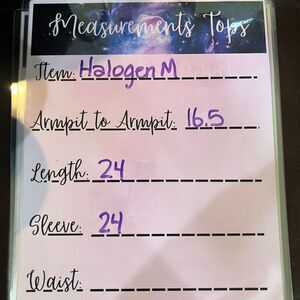 Measurements Tops
Item: Halogen M
Armpit to Armpit: 16.5
Length: 24
Sleeve: 24
Waist: